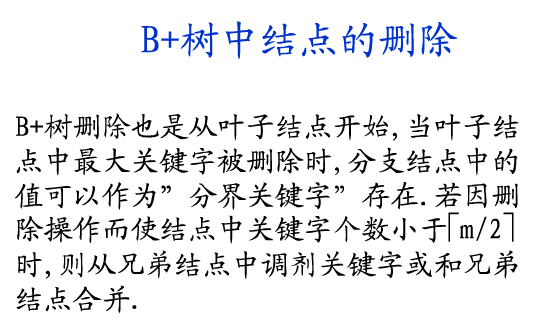 B+树中结点的删除
B+树删除也是从叶子结点开始,当叶子结
点中最大关键字被删除时,分支结点中的
值可以作为”分界关键字”存在.若因删
除操作而使结点中关键字个数小于⌈m/2⌉
时,则从兄弟结点中调剂关键字或和兄弟
结点合并.